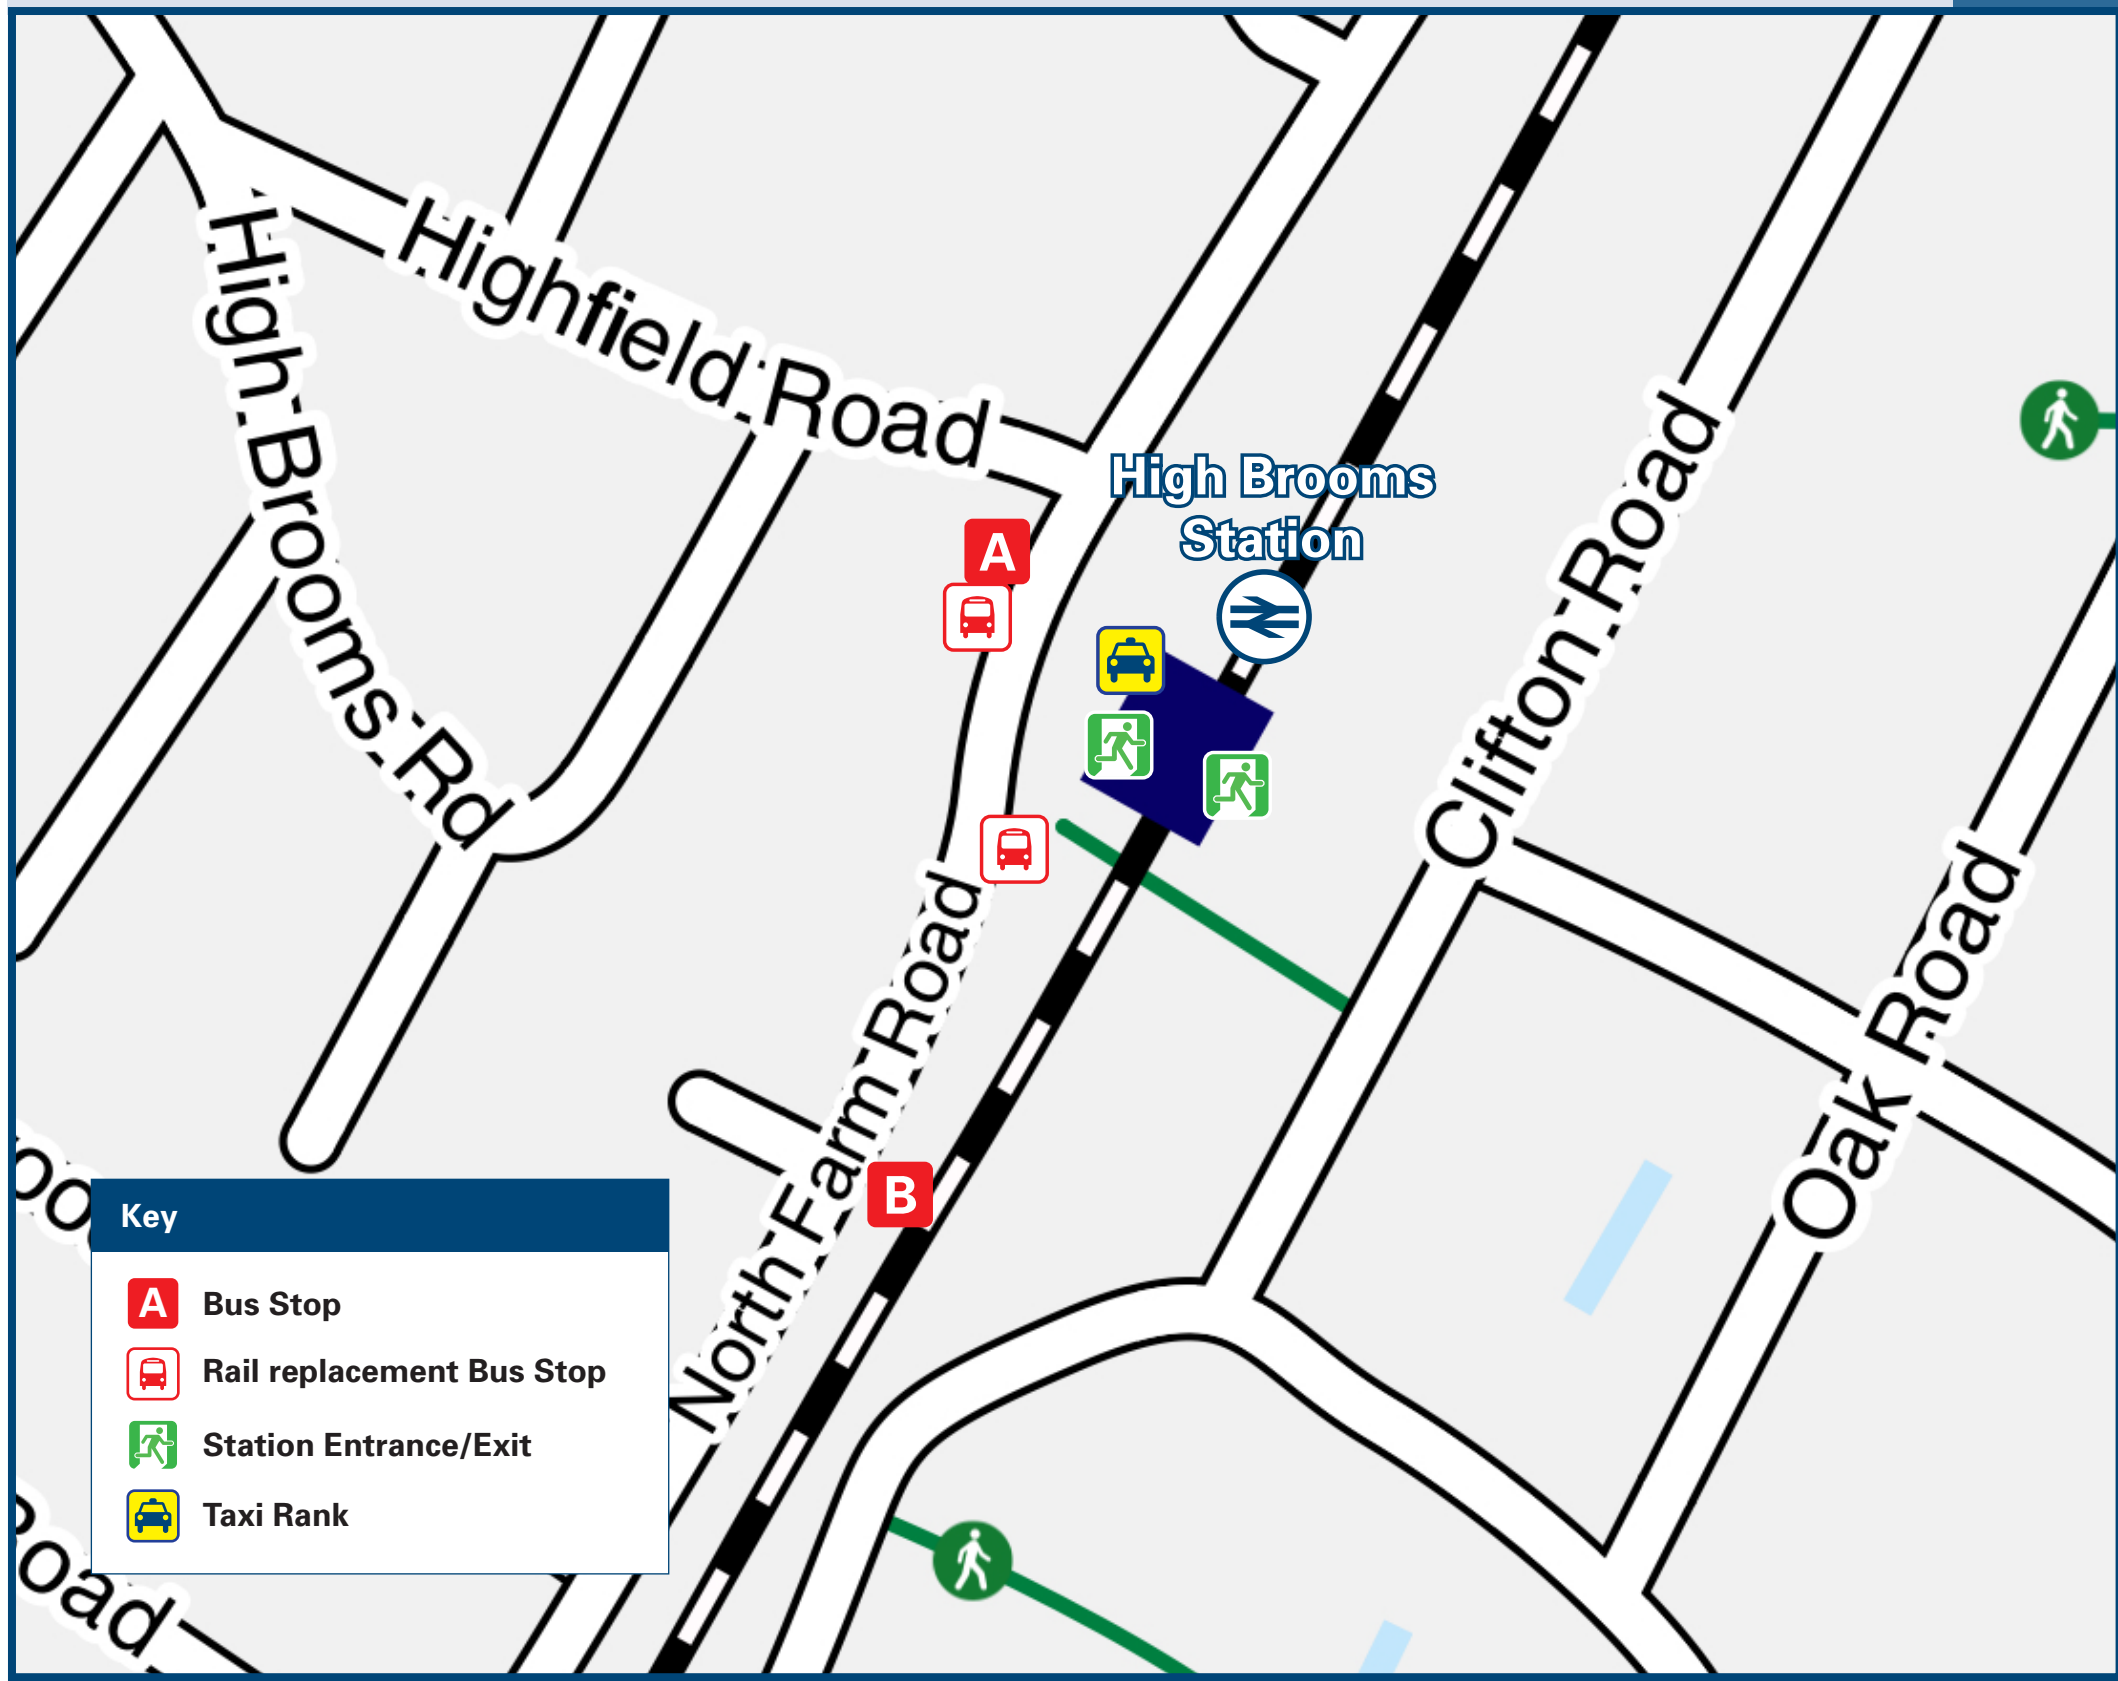 Highfield Road
High Brooms Rd
High Brooms
Station
A
Clifton Road
Oak Road
North Farm Road
B
Key
A Bus Stop
Rail replacement Bus Stop
Station Entrance/Exit
Taxi Rank
Road